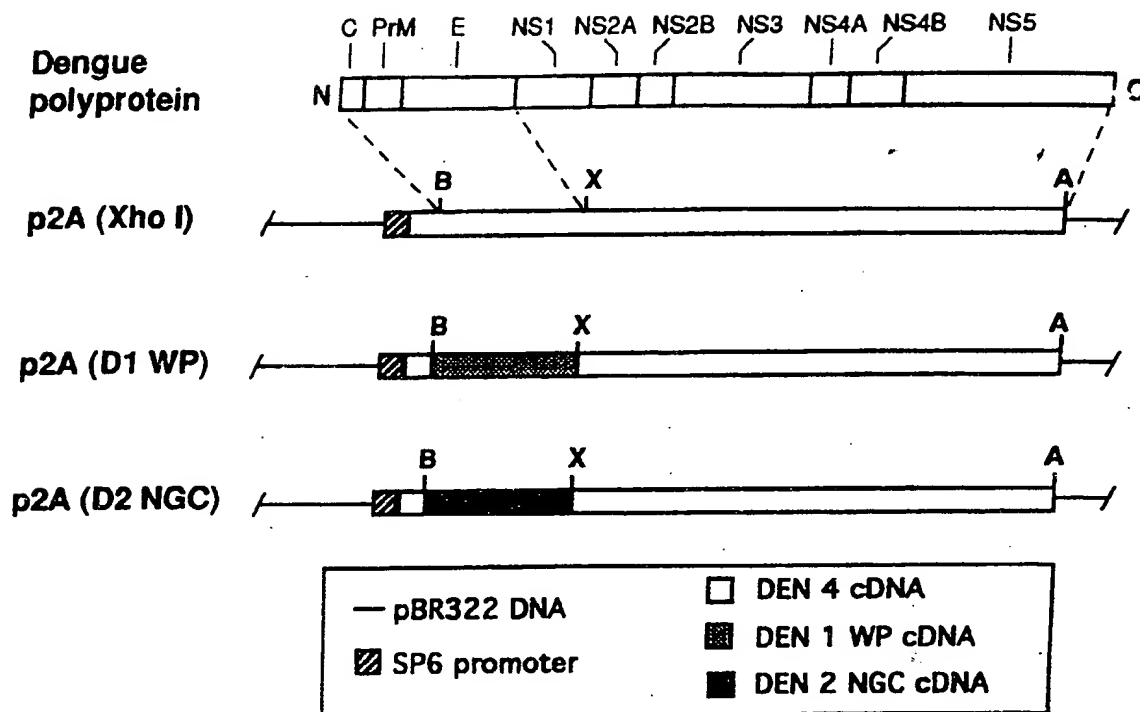 C PrM E NS1 NS2A NS2B NS3 NS4A NS4B NS5
Dengue
polyprotein
N C
B X A
p2A (Xho I)
B X A
p2A (D1 WP)
B X A
p2A (D2 NGC)
pBR322 DNA
SP6 promoter
DEN 4 cDNA
DEN 1 WP cDNA
DEN 2 NGC cDNA